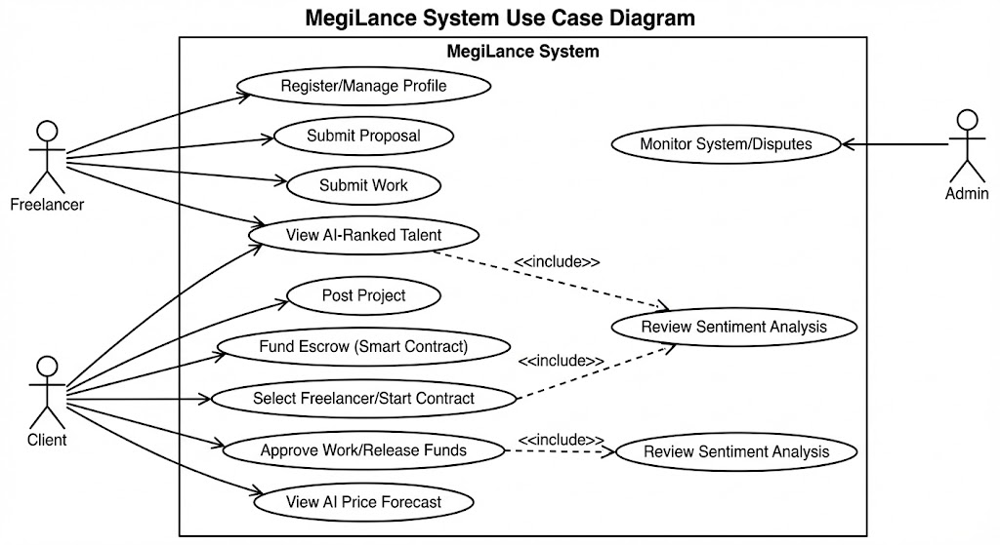 MegiLance System Use Case Diagram
MegiLance System
Register/Manage Profile
Submit Proposal
Monitor System/Disputes
Submit Work
Freelancer
Admin
View AI-Ranked Talent
<<include>>
Post Project
Review Sentiment Analysis
Fund Escrow (Smart Contract)
<<include>>
Select Freelancer/Start Contract
Client
<<include>>
Approve Work/Release Funds
Review Sentiment Analysis
View AI Price Forecast